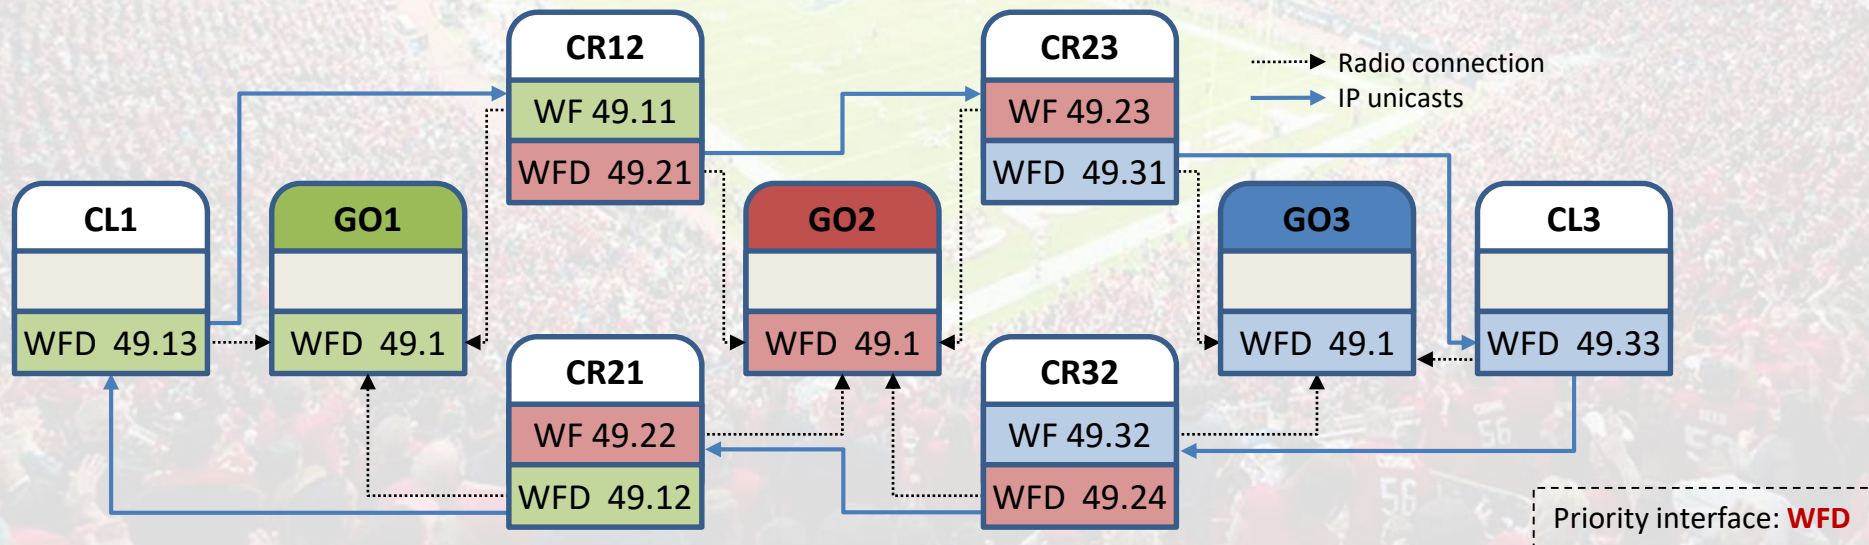 CR12
WF 49.11
WFD 49.21
CR23
WF 49.23
WFD 49.31
Radio connection
IP unicasts
CL1
WFD 49.13
GO1
WFD 49.1
GO2
WFD 49.1
GO3
WFD 49.1
CL3
WFD 49.33
CR21
WF 49.22
WFD 49.12
CR32
WF 49.32
WFD 49.24
56
56
Priority interface: WFD